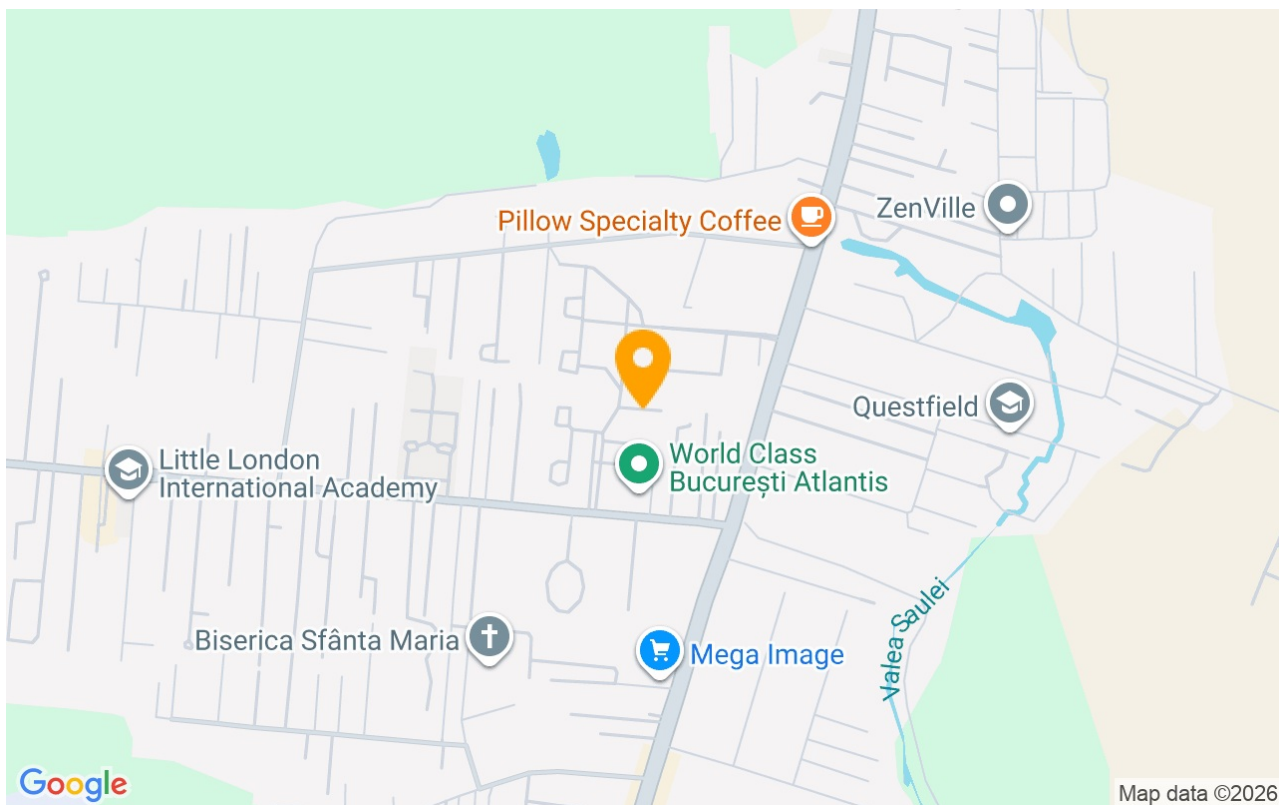 Pillow Specialty Coffee
ZenVille
Questfield
World Class
București Atlantis
Little London
International Academy
Biserica Sfânta Maria
Mega Image
Valea Saulei
Google
Map data ©2026